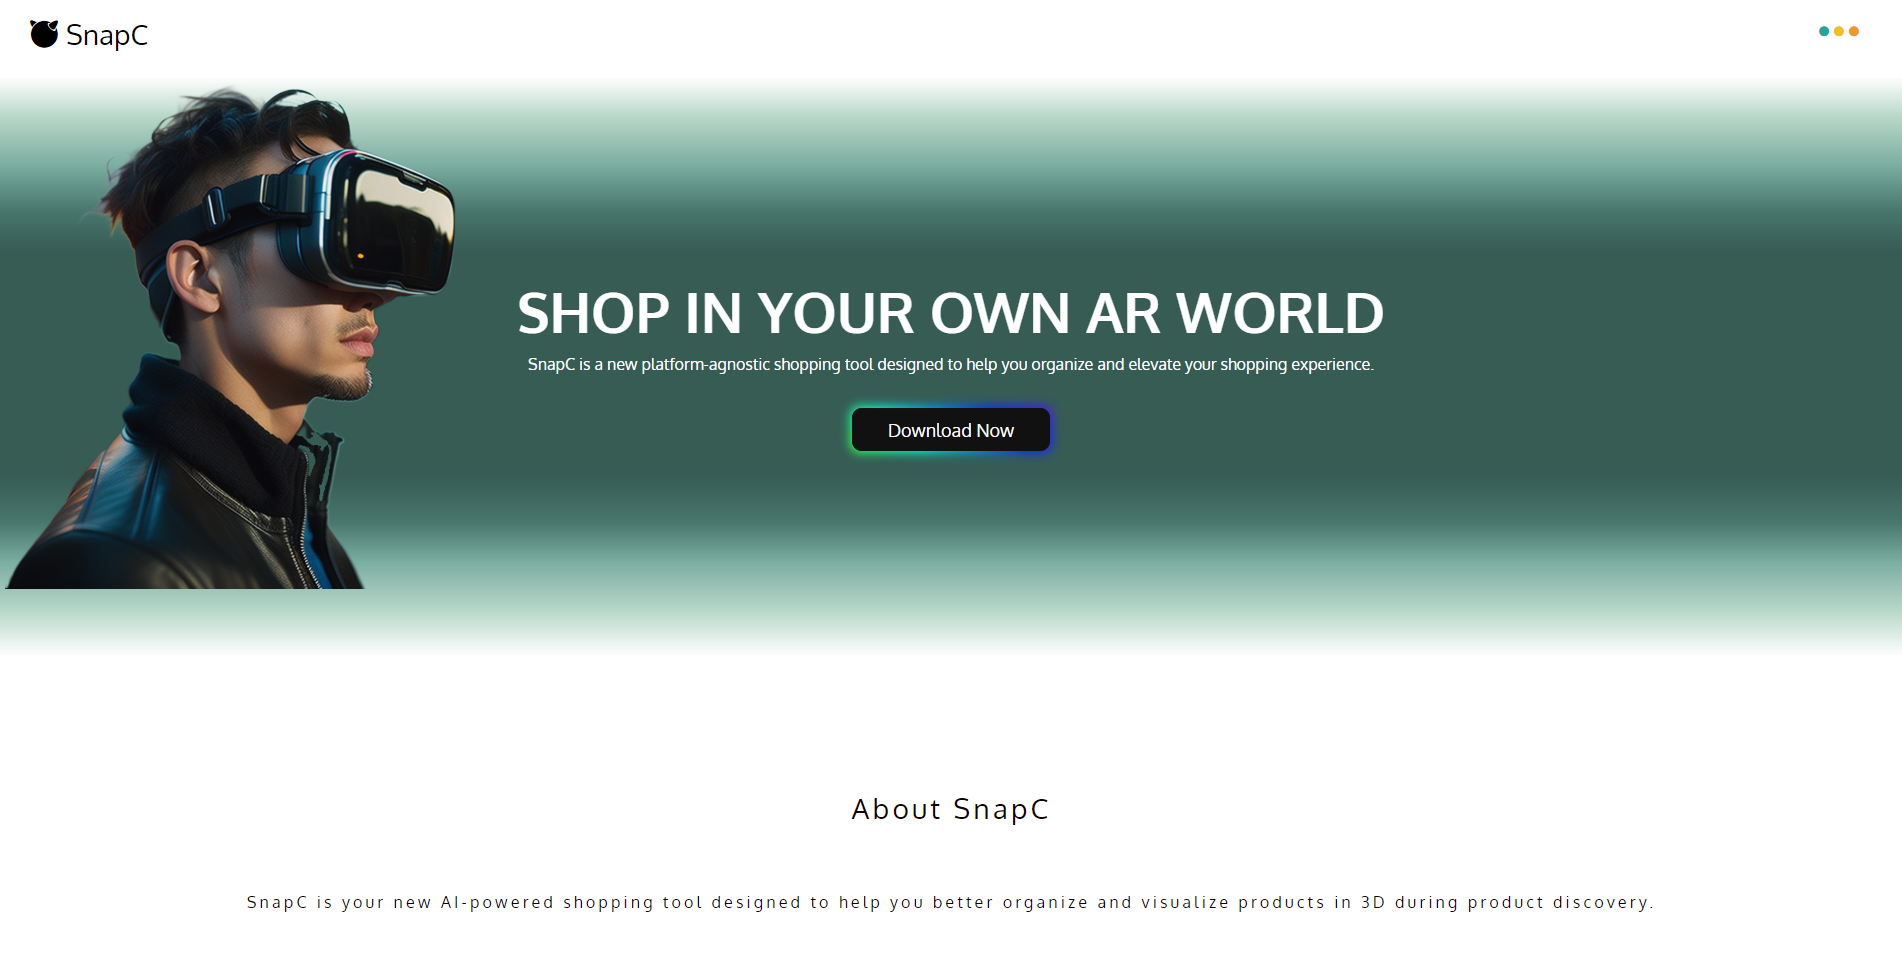 SnapC
SHOP IN YOUR OWN AR WORLD
SnapC is a new platform-agnostic shopping tool designed to help you organize and elevate your shopping experience.
Download Now
About SnapC
SnapC is your new AI-powered shopping tool designed to help you better organize and visualize products in 3D during product discovery.